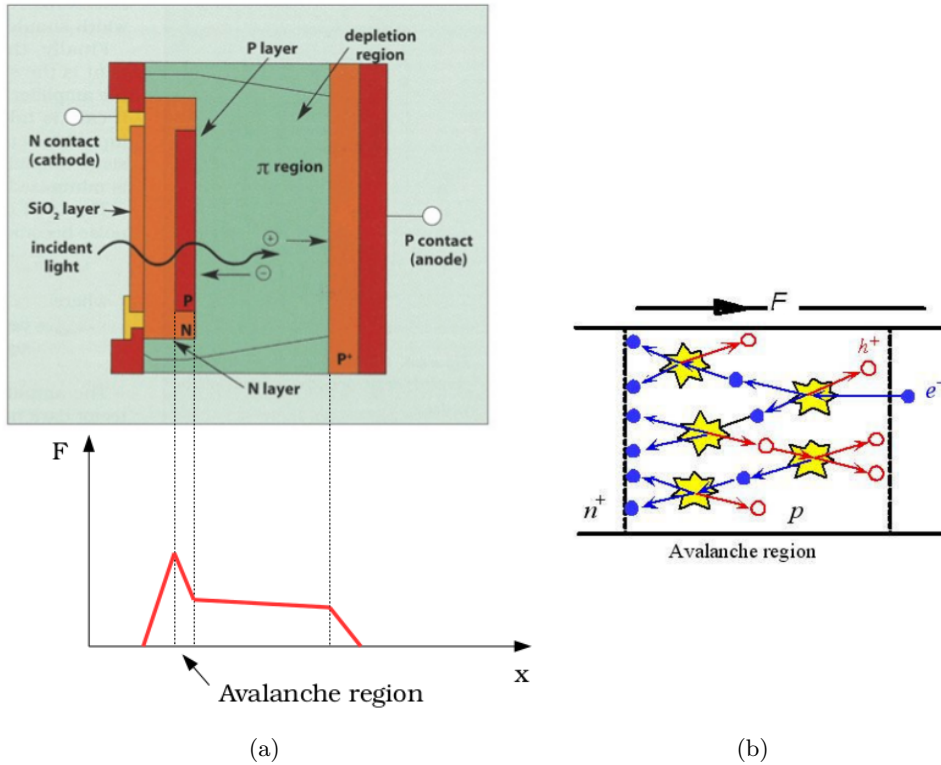 depletion
region
P layer
N contact
(cathode)
π region
SiO₂ layer
incident
light
+
−
P contact
(anode)
P
N
P⁺
N layer
F
x
Avalanche region
(a)
F
h⁺
e⁻
n⁺
p
Avalanche region
(b)